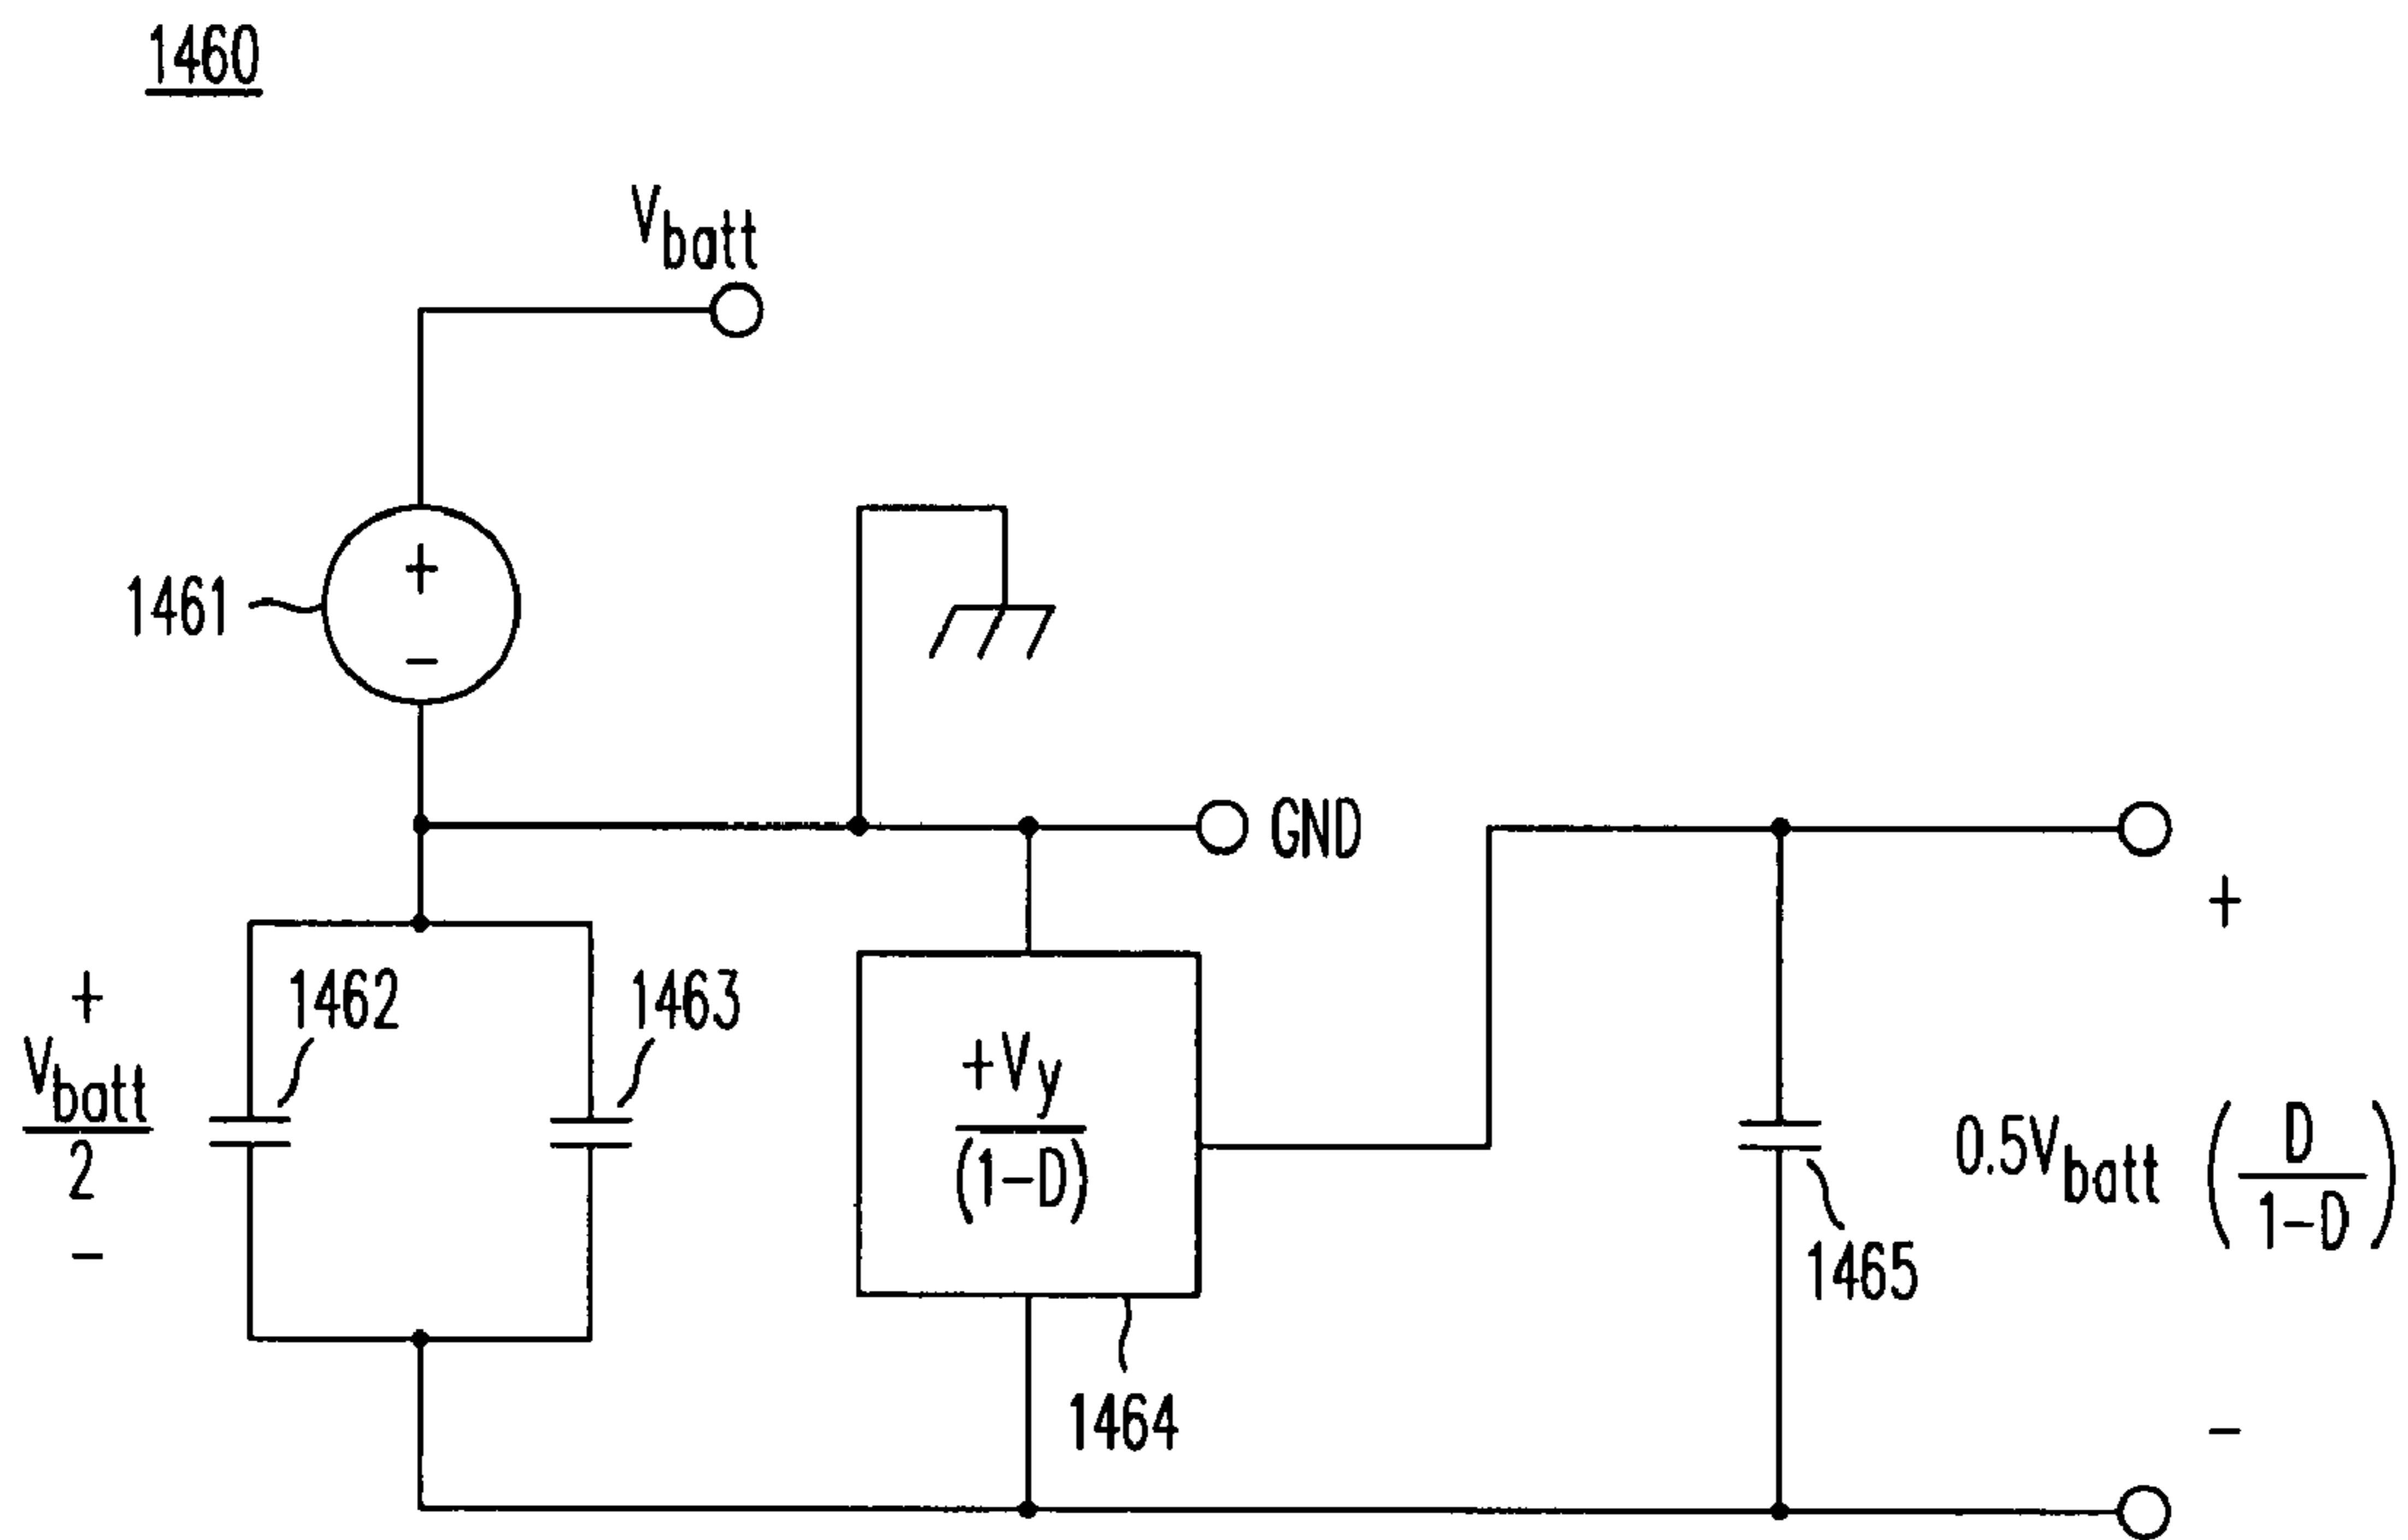 1460
Vbatt
+
1461
−
GND
+
1462
1463
Vbatt
2
−
+Vy
(1−D)
1464
+
0.5Vbatt (D
1−D)
1465
−